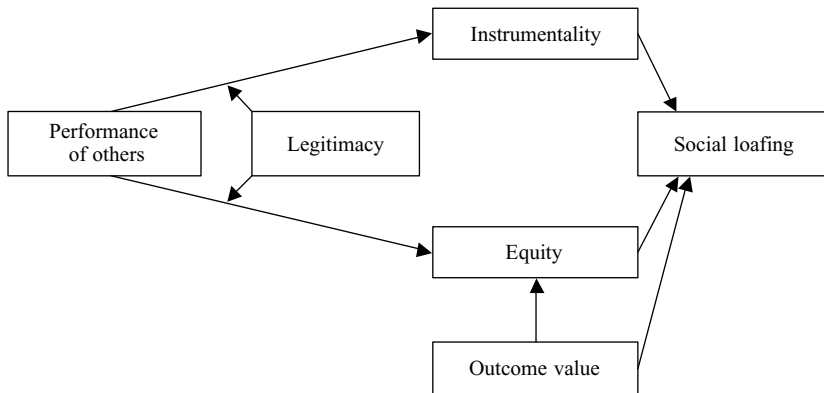 Instrumentality
Performance
of others
Legitimacy
Social loafing
Equity
Outcome value